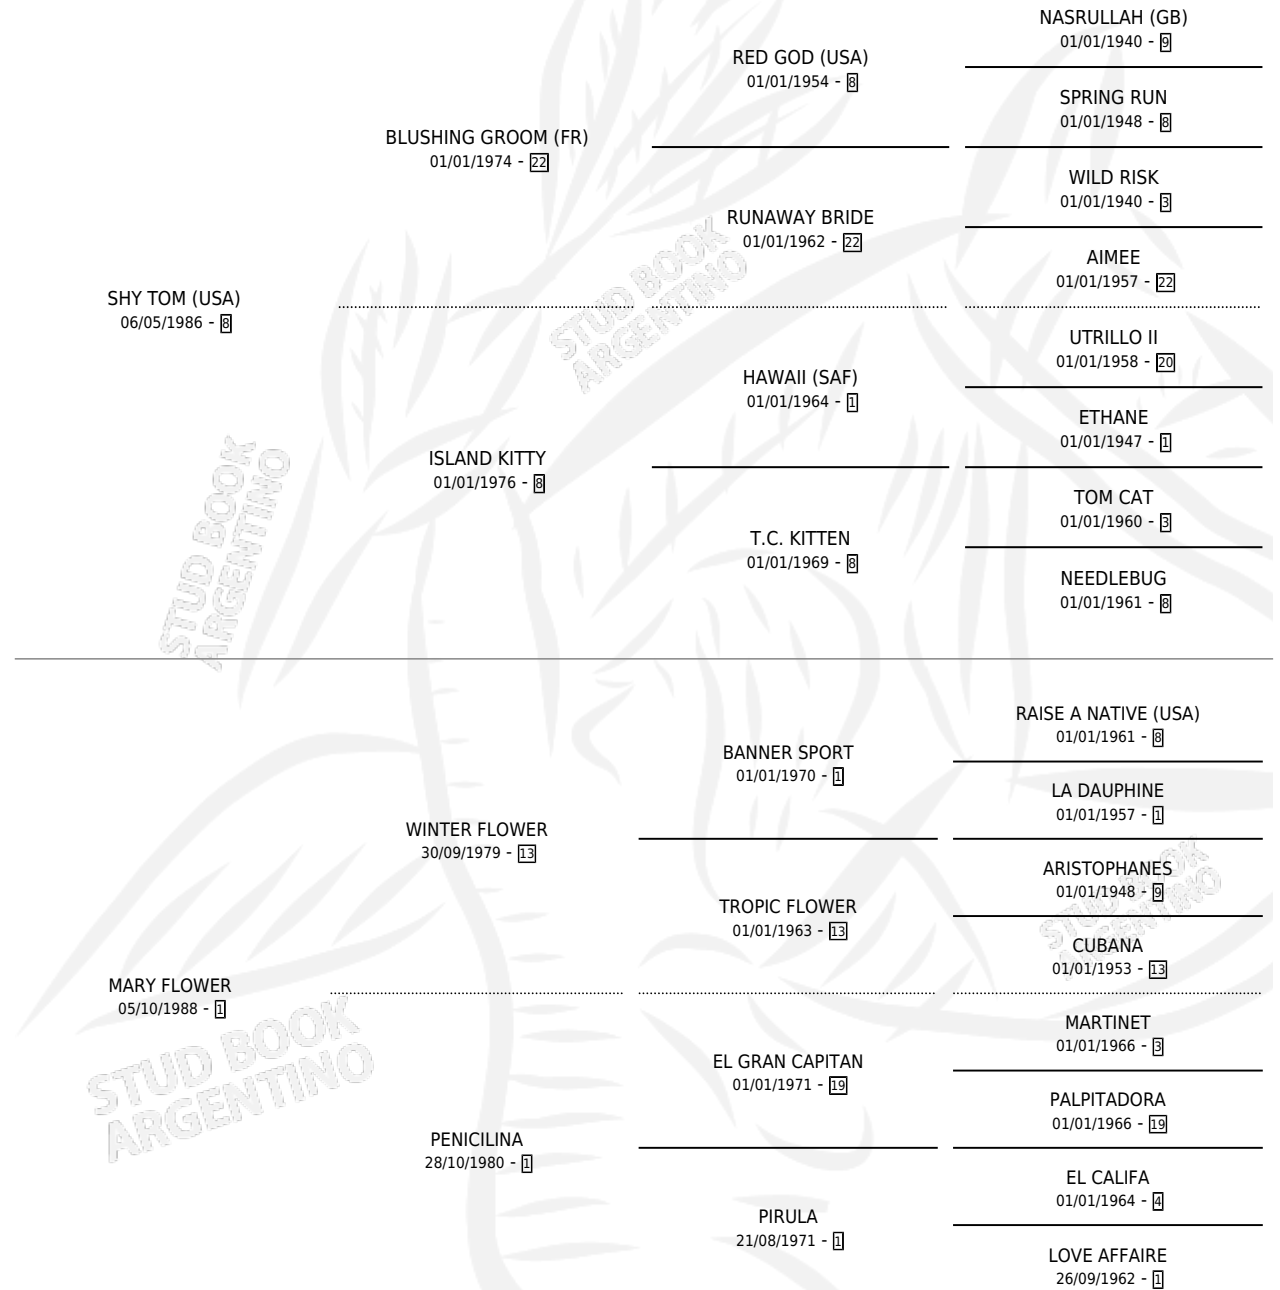 NASRULLAH (GB)
01/01/1940 - 9
RED GOD (USA)
01/01/1954 - 8
SPRING RUN
01/01/1948 - 8
BLUSHING GROOM (FR)
01/01/1974 - 22
WILD RISK
01/01/1940 - 3
RUNAWAY BRIDE
01/01/1962 - 22
AIMEE
01/01/1957 - 22
SHY TOM (USA)
06/05/1986 - 8
UTRILLO II
01/01/1958 - 20
HAWAII (SAF)
01/01/1964 - 1
ETHANE
01/01/1947 - 1
ISLAND KITTY
01/01/1976 - 8
TOM CAT
01/01/1960 - 3
T.C. KITTEN
01/01/1969 - 8
NEEDLEBUG
01/01/1961 - 8
RAISE A NATIVE (USA)
01/01/1961 - 8
BANNER SPORT
01/01/1970 - 1
LA DAUPHINE
01/01/1957 - 1
WINTER FLOWER
30/09/1979 - 13
ARISTOPHANES
01/01/1948 - 9
TROPIC FLOWER
01/01/1963 - 13
CUBANA
01/01/1953 - 13
MARY FLOWER
05/10/1988 - 1
MARTINET
01/01/1966 - 3
EL GRAN CAPITAN
01/01/1971 - 19
PALPITADORA
01/01/1966 - 19
PENICILINA
28/10/1980 - 1
EL CALIFA
01/01/1964 - 4
PIRULA
21/08/1971 - 1
LOVE AFFAIRE
26/09/1962 - 1
STUD BOOK
ARGENTINO
STUD BOOK
ARGENTINO
STUD BOOK
ARGENTINO
STUD BOOK
ARGENTINO